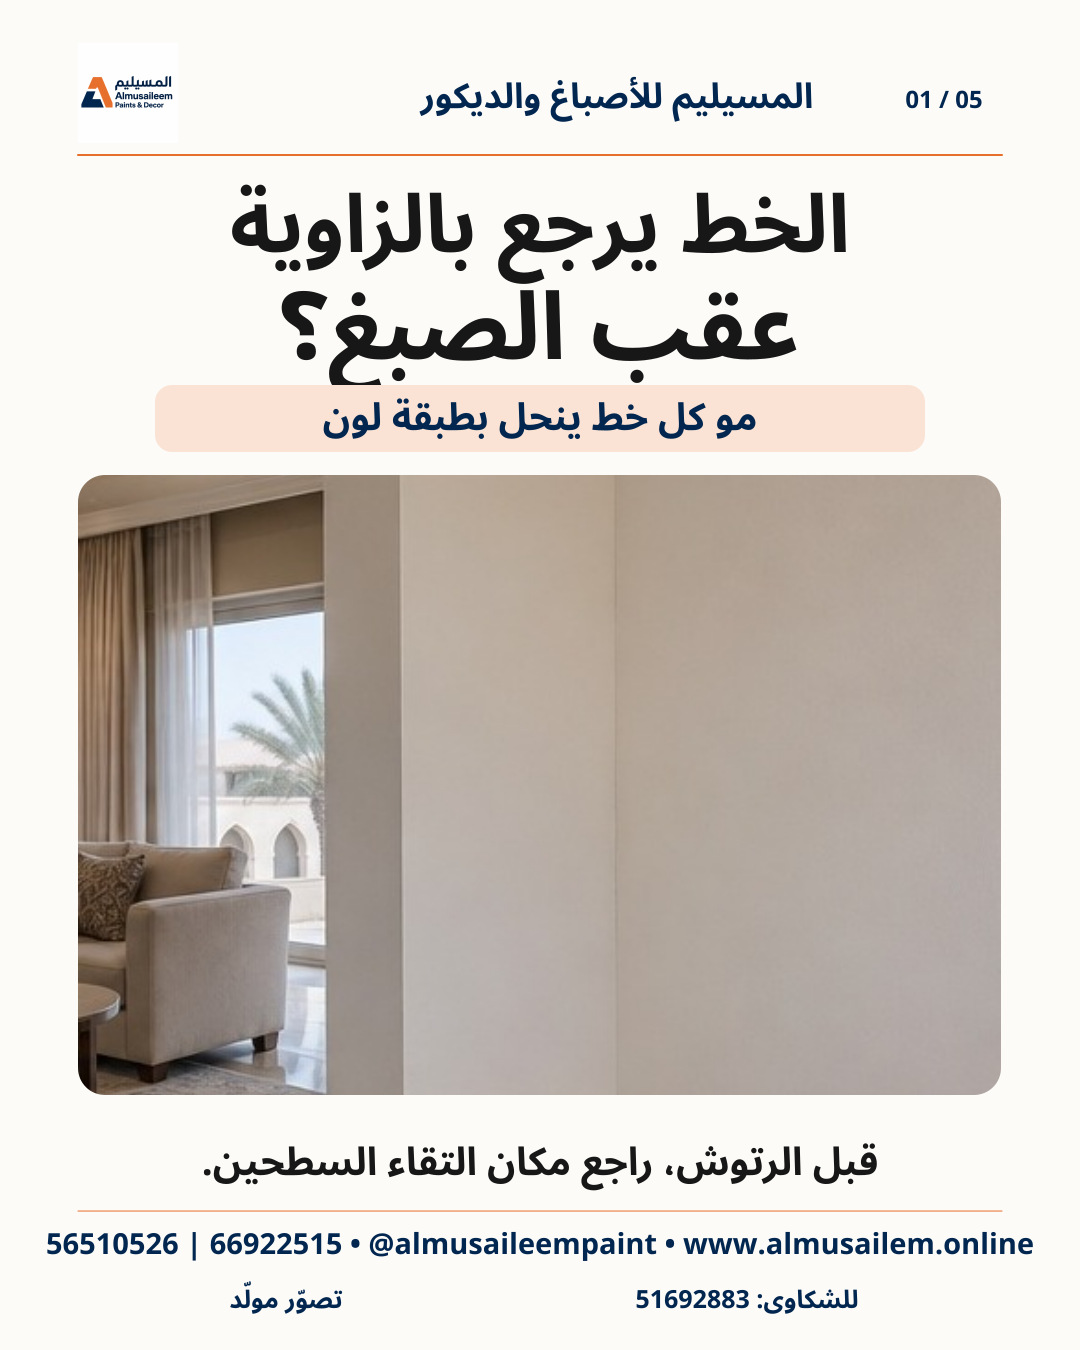 المسيليم
Almusaileem
Paints & Decor
المسيليم للأصباغ والديكور
01 / 05
الخط يرجع بالزاوية
عقب الصبغ؟
مو كل خط ينحل بطبقة لون
قبل الرتوش، راجع مكان التقاء السطحين.
56510526 | 66922515 • @almusaileempaint • www.almusailem.online
للشكاوى: 51692883
تصوّر مولّد